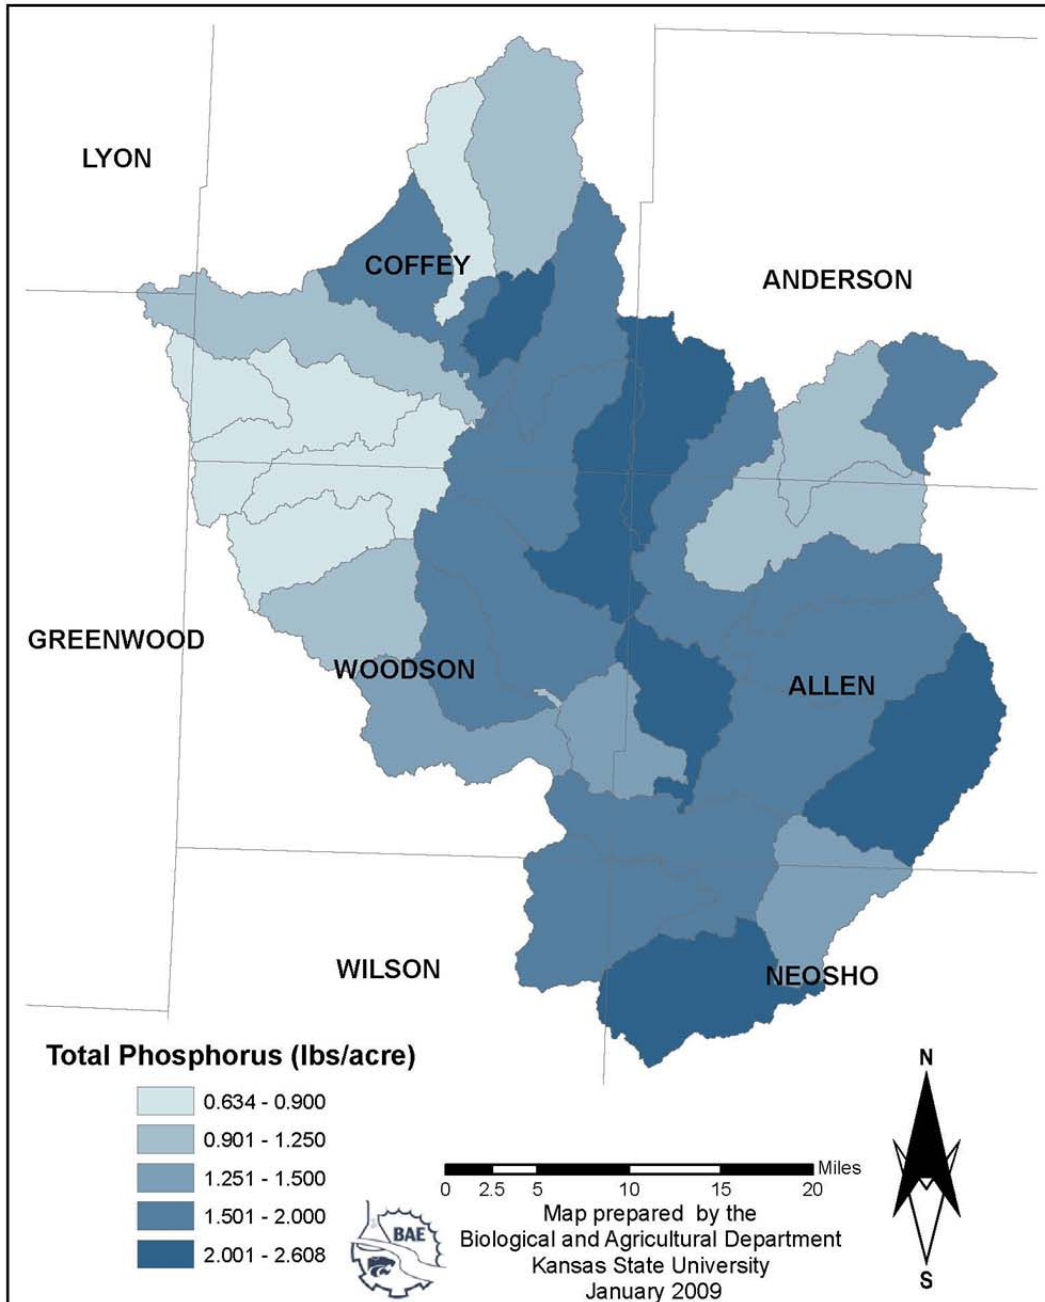 LYON
COFFEY
ANDERSON
GREENWOOD
WOODSON
ALLEN
WILSON
NEOSHO
Total Phosphorus (lbs/acre)
0.634 - 0.900
0.901 - 1.250
1.251 - 1.500
1.501 - 2.000
2.001 - 2.608
N
S
Miles
0 2.5 5 10 15 20
BAE
Map prepared by the
Biological and Agricultural Department
Kansas State University
January 2009